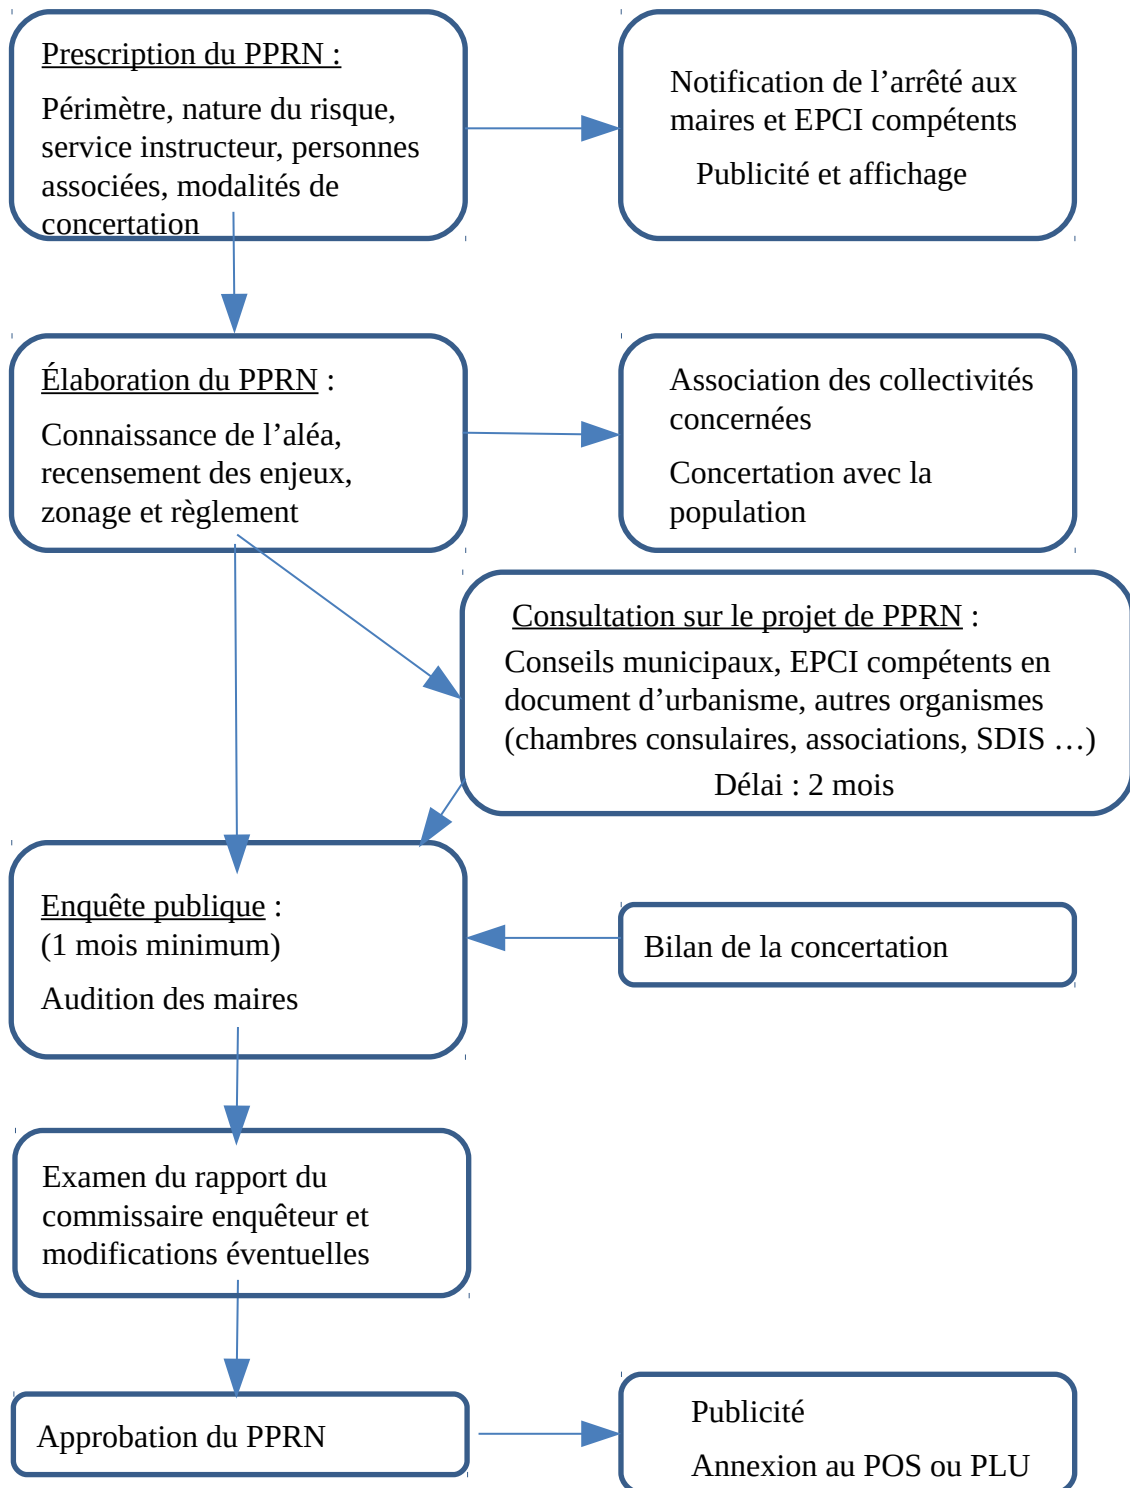 Prescription du PPRN :
Périmètre, nature du risque,
service instructeur, personnes
associées, modalités de
concertation
Notification de l’arrêté aux
maires et EPCI compétents
Publicité et affichage
Élaboration du PPRN :
Connaissance de l’aléa,
recensement des enjeux,
zonage et règlement
Association des collectivités
concernées
Concertation avec la
population
Consultation sur le projet de PPRN :
Conseils municipaux, EPCI compétents en
document d’urbanisme, autres organismes
(chambres consulaires, associations, SDIS …)
Délai : 2 mois
Enquête publique :
(1 mois minimum)
Audition des maires
Bilan de la concertation
Examen du rapport du
commissaire enquêteur et
modifications éventuelles
Approbation du PPRN
Publicité
Annexion au POS ou PLU